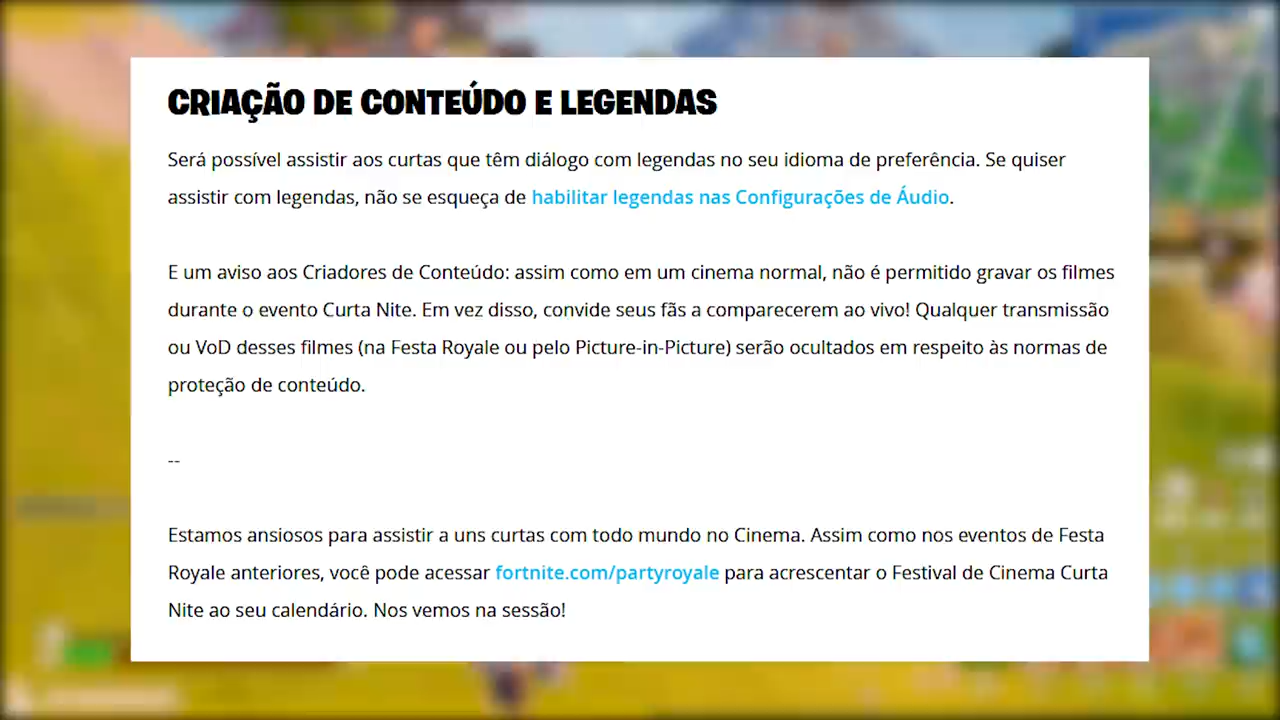 CRIAÇÃO DE CONTEÚDO E LEGENDAS
Será possível assistir aos curtas que têm diálogo com legendas no seu idioma de preferência. Se quiser
assistir com legendas, não se esqueça de habilitar legendas nas Configurações de Áudio.
E um aviso aos Criadores de Conteúdo: assim como em um cinema normal, não é permitido gravar os filmes
durante o evento Curta Nite. Em vez disso, convide seus fãs a comparecerem ao vivo! Qualquer transmissão
ou VoD desses filmes (na Festa Royale ou pelo Picture-in-Picture) serão ocultados em respeito às normas de
proteção de conteúdo.
--
Estamos ansiosos para assistir a uns curtas com todo mundo no Cinema. Assim como nos eventos de Festa
Royale anteriores, você pode acessar fortnite.com/partyroyale para acrescentar o Festival de Cinema Curta
Nite ao seu calendário. Nos vemos na sessão!